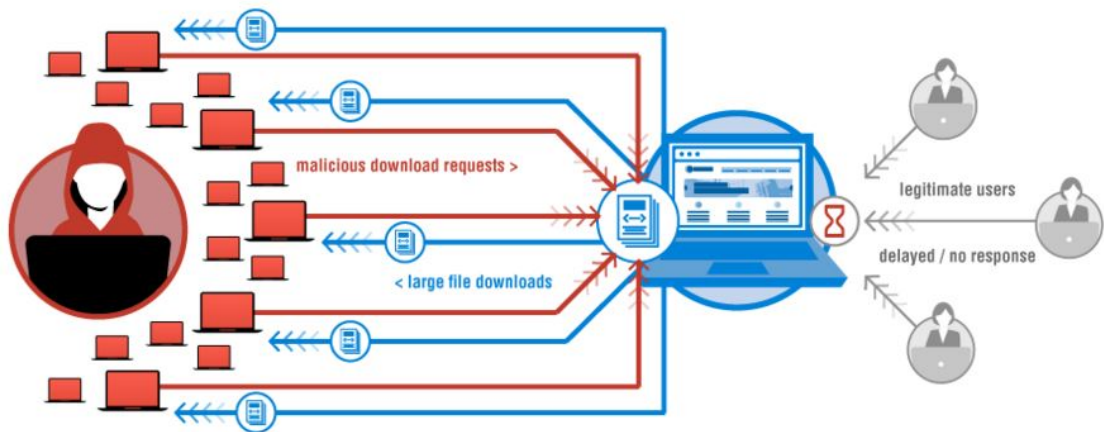 malicious download requests >
< large file downloads
legitimate users
delayed / no response